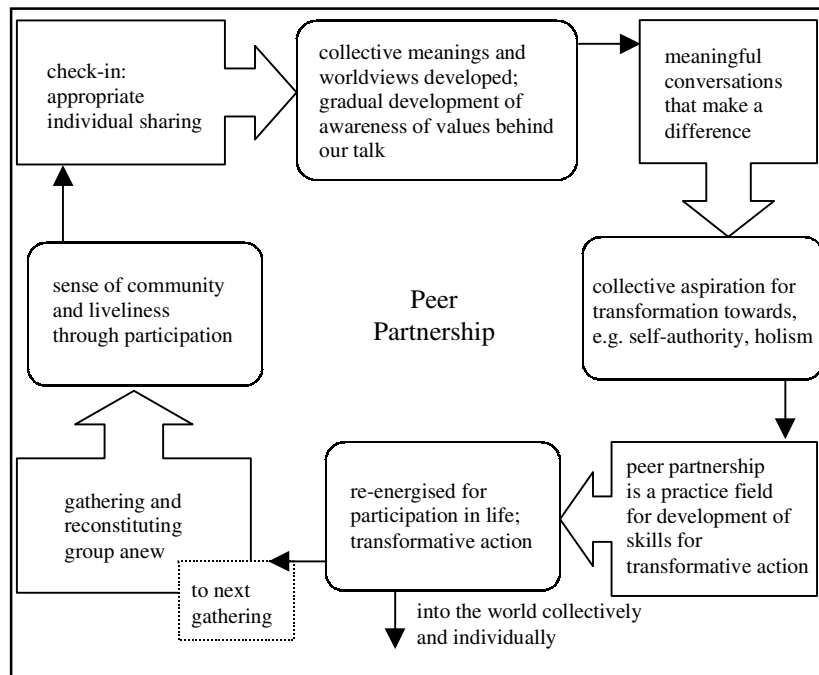 check-in:
appropriate
individual sharing
collective meanings and
worldviews developed;
gradual development of
awareness of values behind
our talk
meaningful
conversations
that make a
difference
sense of community
and liveliness
through participation
Peer
Partnership
collective aspiration for
transformation towards,
e.g. self-authority, holism
gathering and
reconstituting
group anew
to next
gathering
re-energised for
participation in life;
transformative action
peer partnership
is a practice field
for development of
skills for
transformative action
into the world collectively
and individually